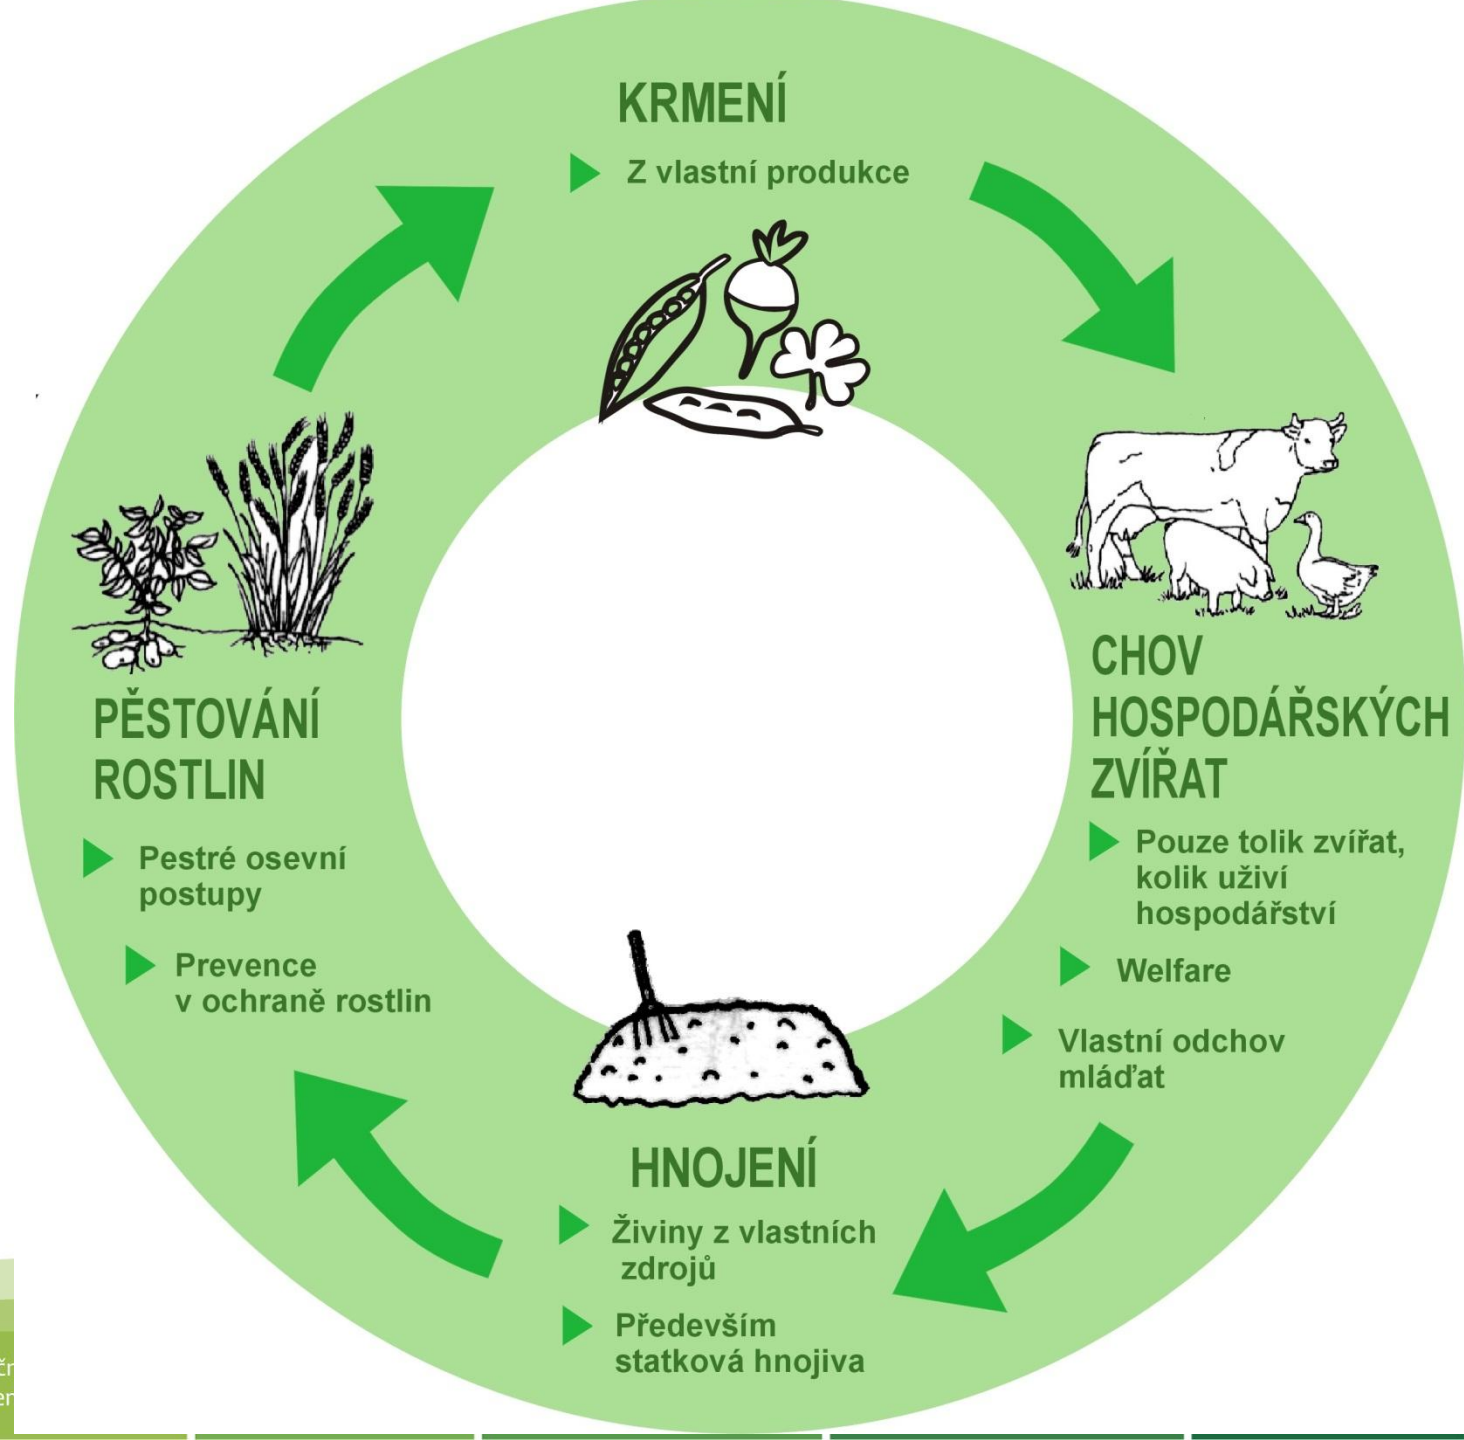 KRMENÍ
Z vlastní produkce
CHOV
HOSPODÁŘSKÝCH
ZVÍŘAT
Pouze tolik zvířat,
kolik uživí
hospodářství
Welfare
Vlastní odchov
mláďat
HNOJENÍ
Živiny z vlastních
zdrojů
Především
statková hnojiva
PĚSTOVÁNÍ
ROSTLIN
Pestré osevní
postupy
Prevence
v ochraně rostlin